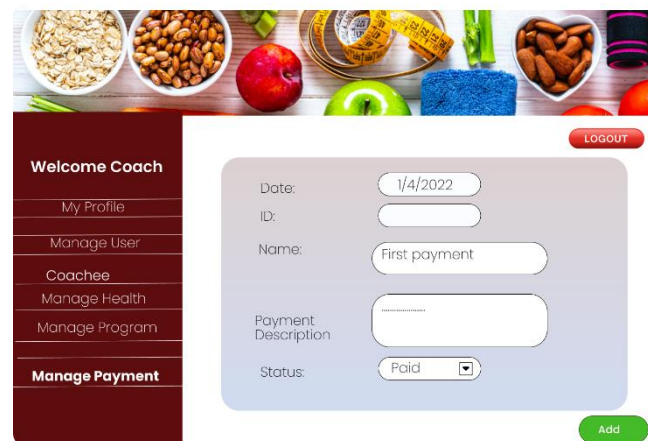 LOGOUT
Welcome Coach
My Profile
Manage User
Coachee
Manage Health
Manage Program
Manage Payment
Date: 1/4/2022
ID:
Name: First payment
Payment
Description
.....................
Status: Paid
Add